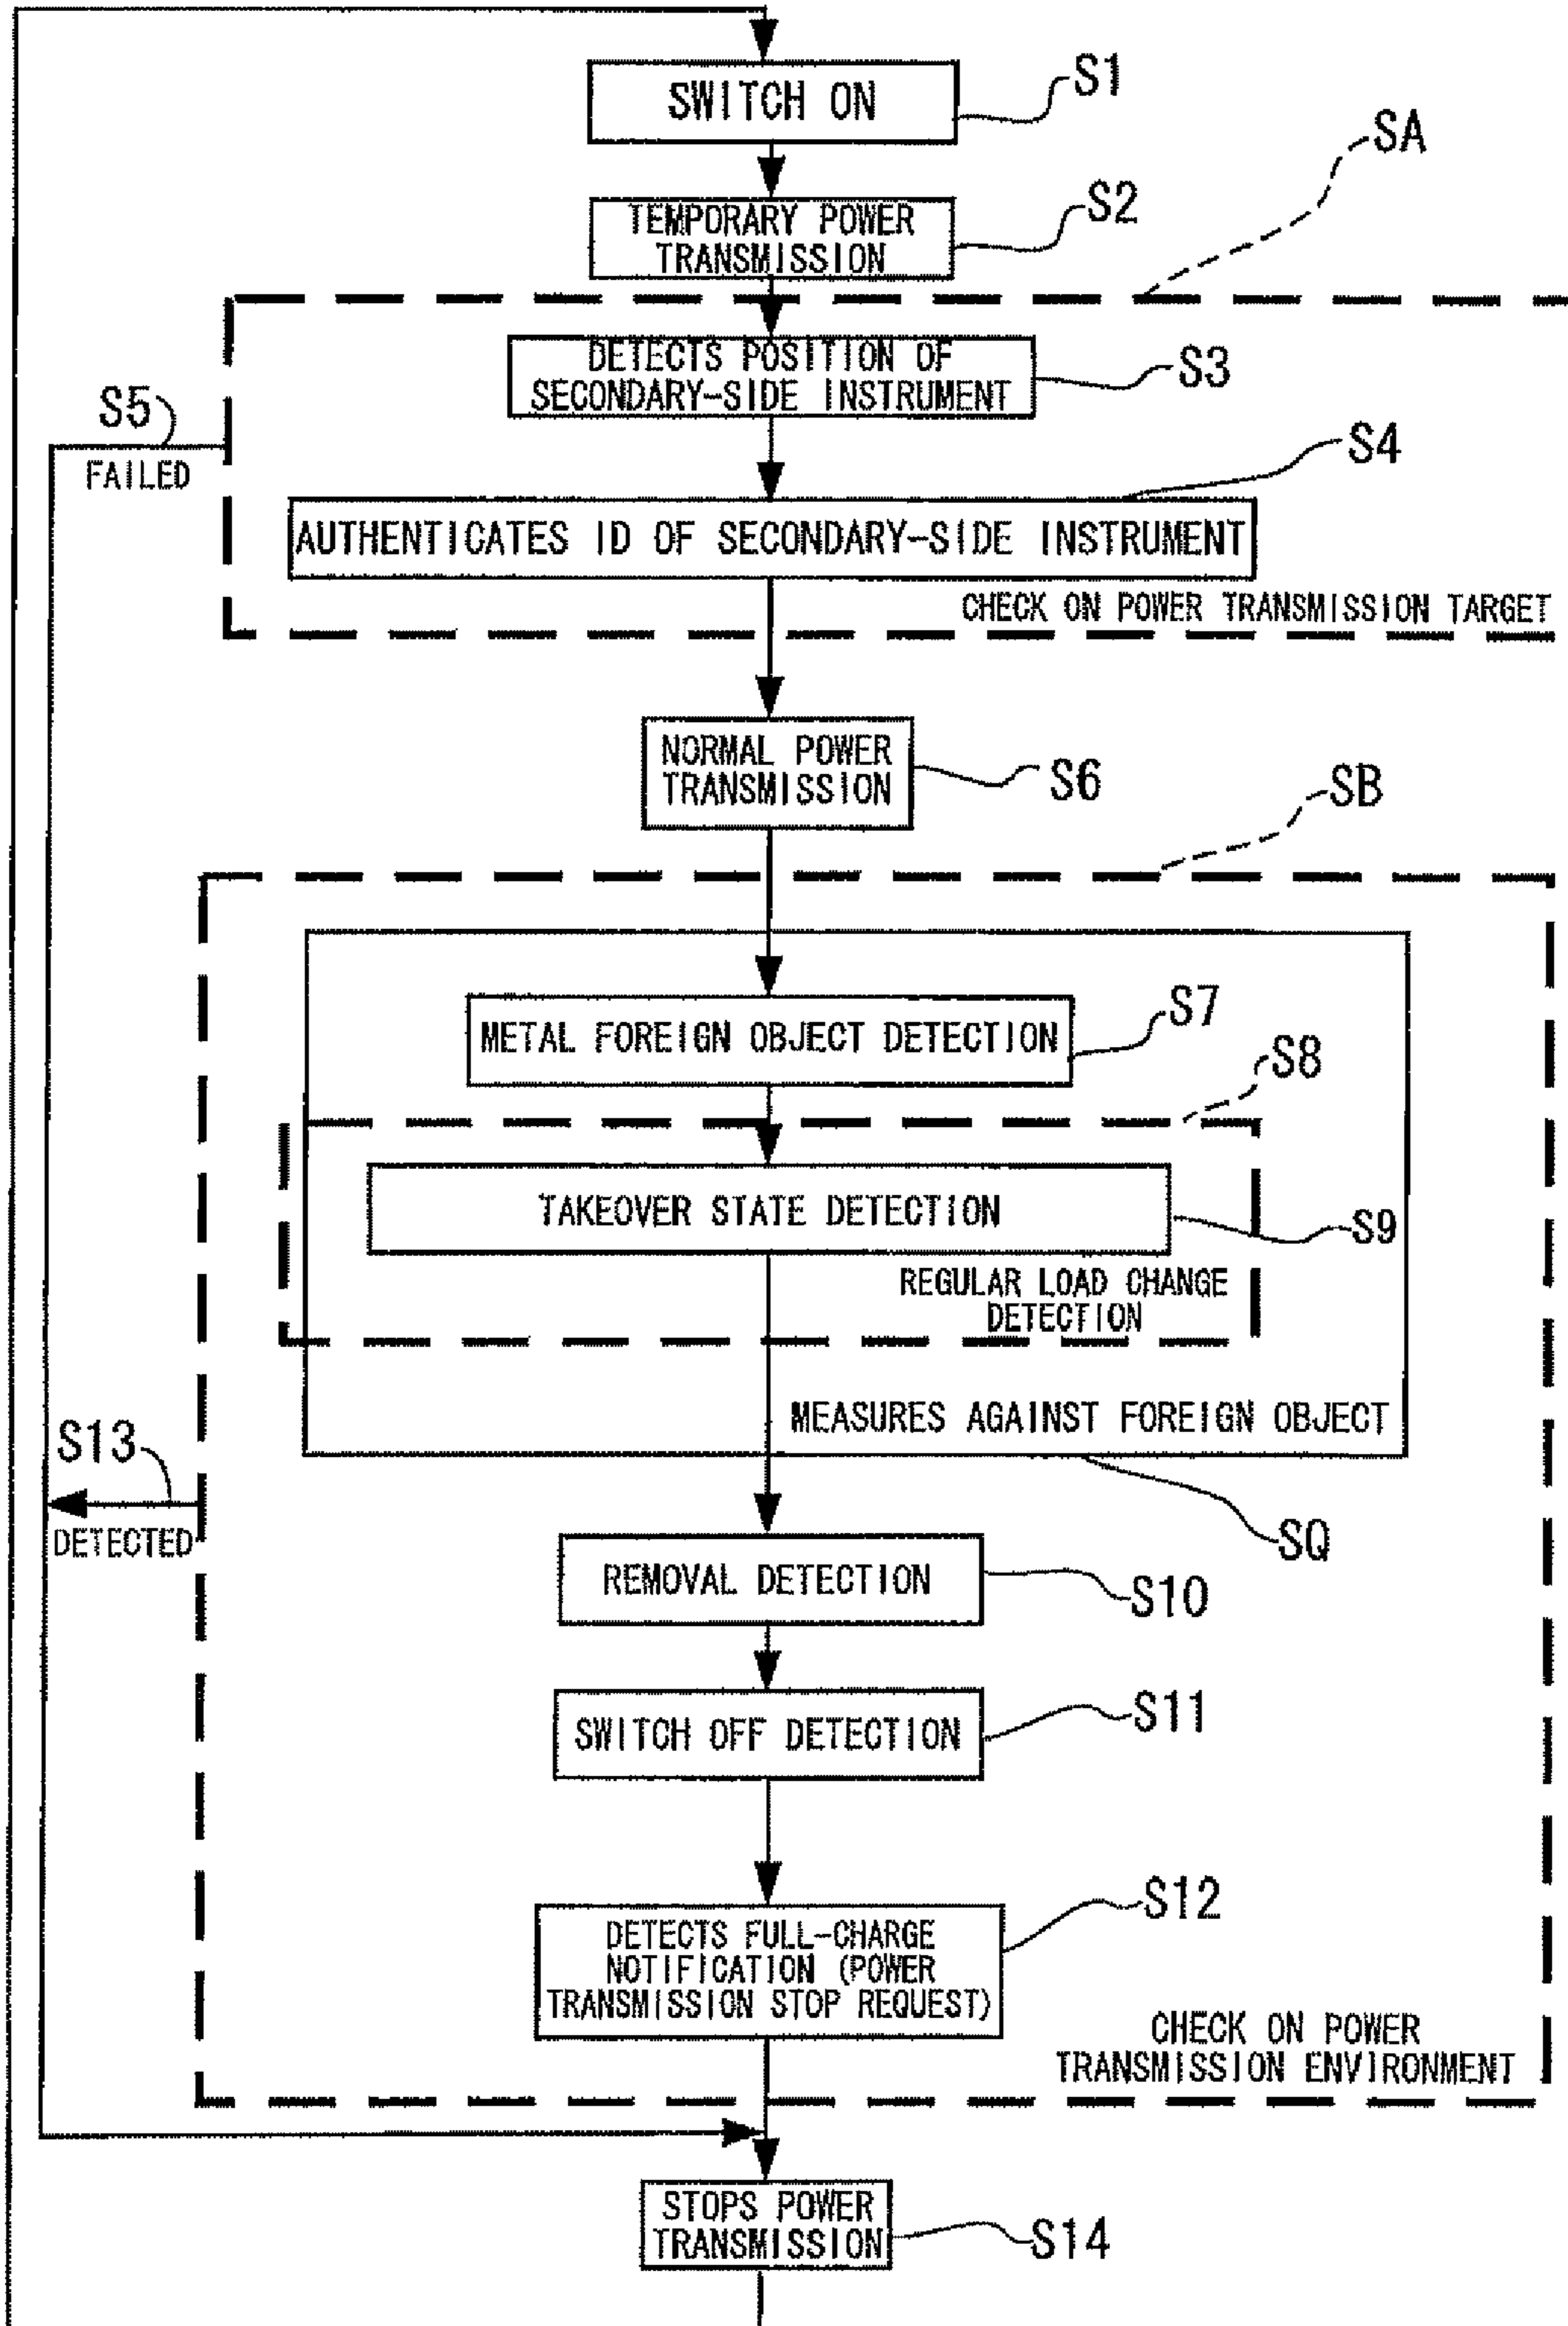 SWITCH ON
S1
SA
TEMPORARY POWER
TRANSMISSION
S2
DETECTS POSITION OF
SECONDARY-SIDE INSTRUMENT
S3
S5
FAILED
S4
AUTHENTICATES ID OF SECONDARY-SIDE INSTRUMENT
CHECK ON POWER TRANSMISSION TARGET
NORMAL POWER
TRANSMISSION
S6
SB
METAL FOREIGN OBJECT DETECTION
S7
S8
TAKEOVER STATE DETECTION
S9
REGULAR LOAD CHANGE
DETECTION
MEASURES AGAINST FOREIGN OBJECT
S13
DETECTED
SQ
REMOVAL DETECTION
S10
SWITCH OFF DETECTION
S11
DETECTS FULL-CHARGE
NOTIFICATION (POWER
TRANSMISSION STOP REQUEST)
S12
CHECK ON POWER
TRANSMISSION ENVIRONMENT
STOPS POWER
TRANSMISSION
S14